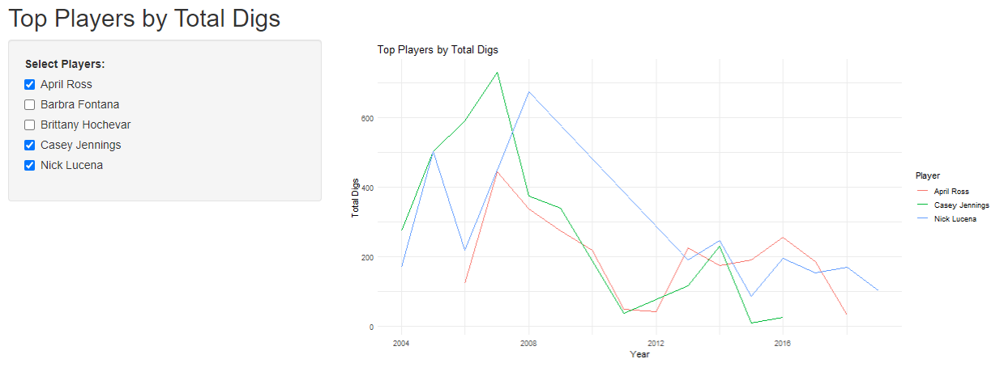 Top Players by Total Digs
Select Players:
April Ross
Barbra Fontana
Brittany Hochevar
Casey Jennings
Nick Lucena
Top Players by Total Digs
Total Digs
600
400
200
0
2004
2008
2012
2016
Year
Player
April Ross
Casey Jennings
Nick Lucena